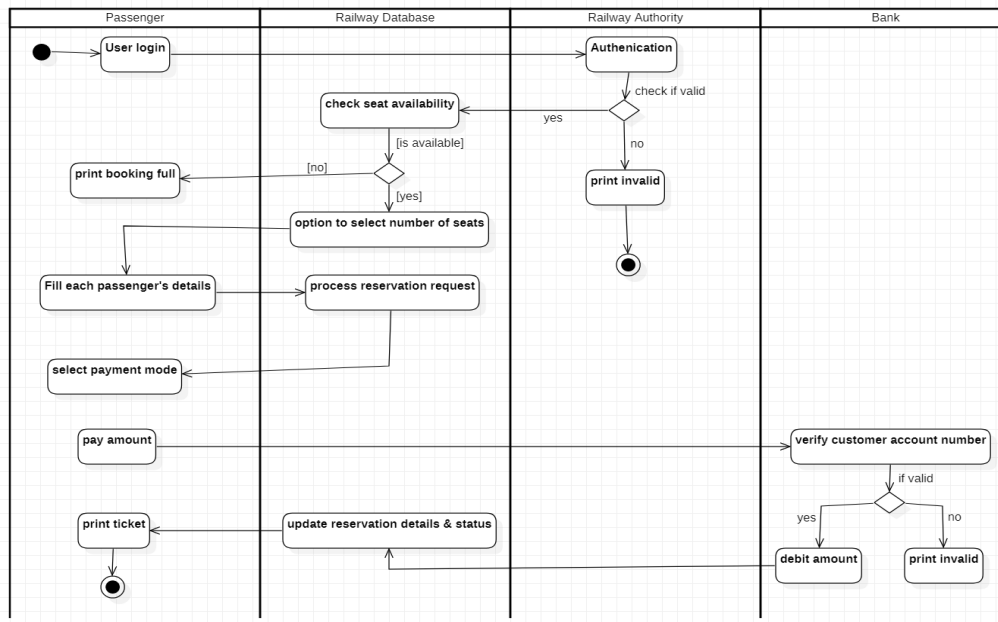 Passenger
Railway Database
Railway Authority
Bank
User login
Authenication
check if valid
check seat availability
yes
[is available]
no
print booking full
[no]
print invalid
[yes]
option to select number of seats
Fill each passenger's details
process reservation request
select payment mode
pay amount
verify customer account number
if valid
yes
no
print ticket
update reservation details & status
debit amount
print invalid